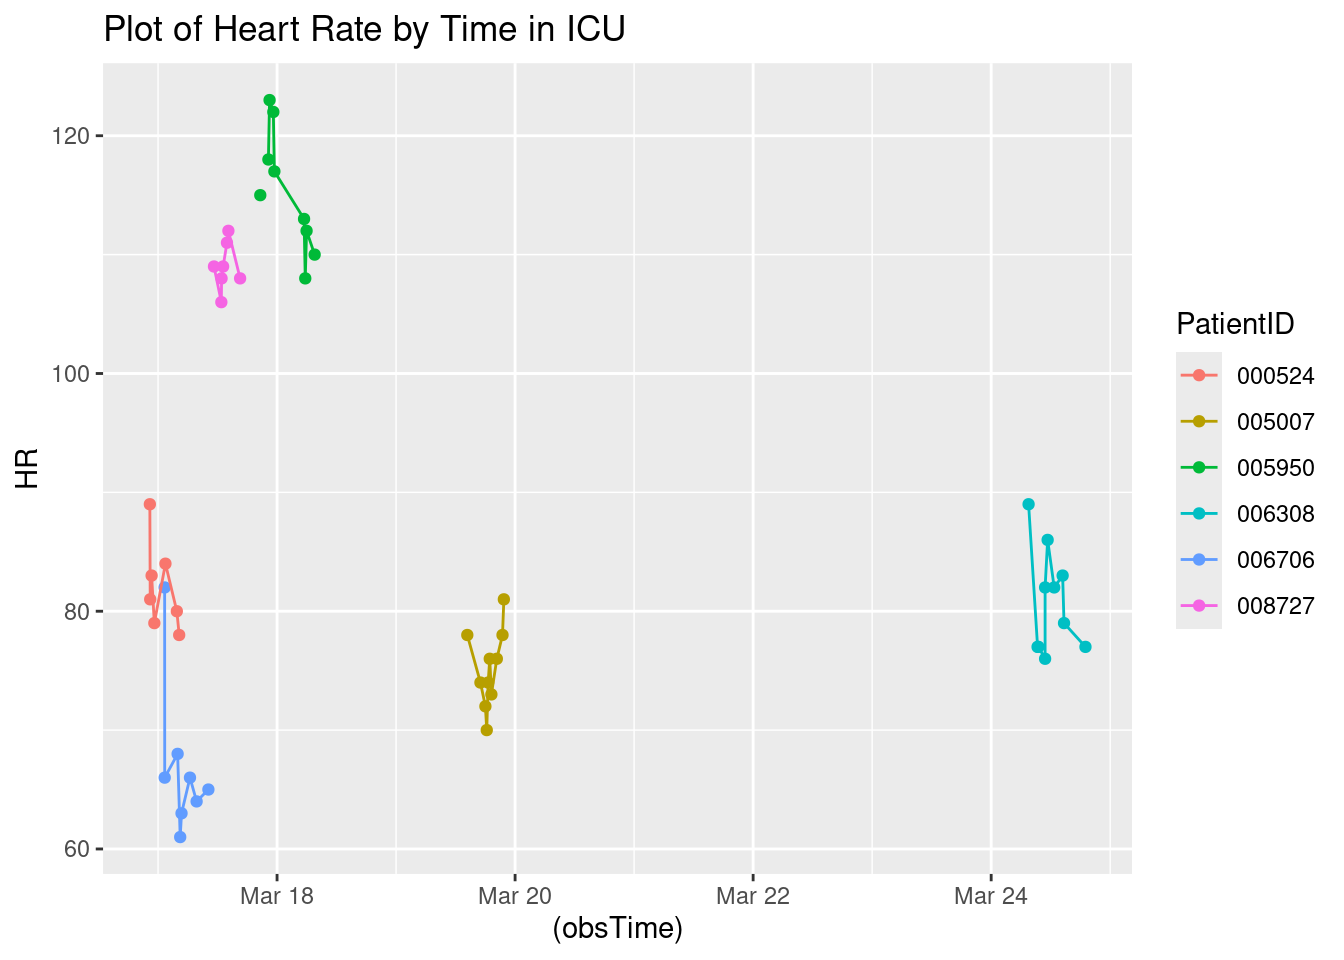 Plot of Heart Rate by Time in ICU
120
100
80
60
HR
Mar 18
Mar 20
Mar 22
Mar 24
(obsTime)
PatientID
000524
005007
005950
006308
006706
008727